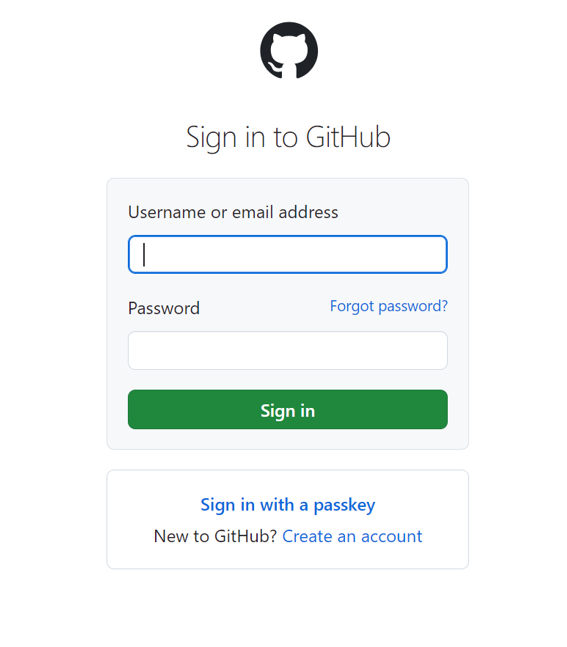 Sign in to GitHub
Username or email address
Password
Forgot password?
Sign in
Sign in with a passkey
New to GitHub? Create an account